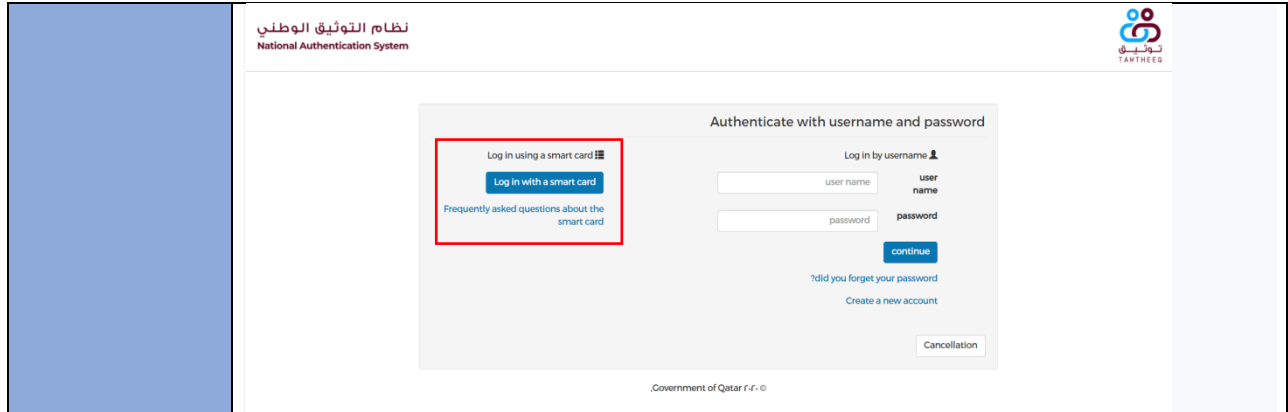 نظام التوثيق الوطني
National Authentication System
توثيق
TAWTHEEQ
Authenticate with username and password
Log in using a smart card
Log in with a smart card
Frequently asked questions about the
smart card
Log in by username
user name
user
name
password
password
continue
?did you forget your password
Create a new account
Cancellation
.Government of Qatar ٢٠٢٠ ©